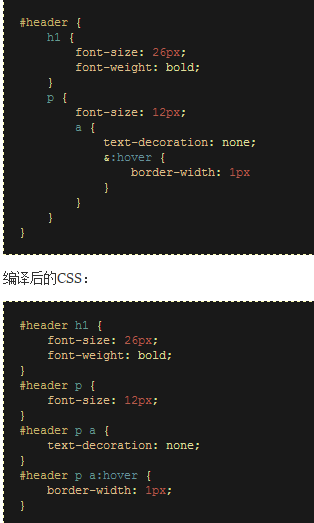 #header {
    h1 {
        font-size: 26px;
        font-weight: bold;
    }
    p {
        font-size: 12px;
        a {
            text-decoration: none;
            &:hover {
                border-width: 1px
            }
        }
    }
}
编译后的CSS：
#header h1 {
    font-size: 26px;
    font-weight: bold;
}
#header p {
    font-size: 12px;
}
#header p a {
    text-decoration: none;
}
#header p a:hover {
    border-width: 1px;
}